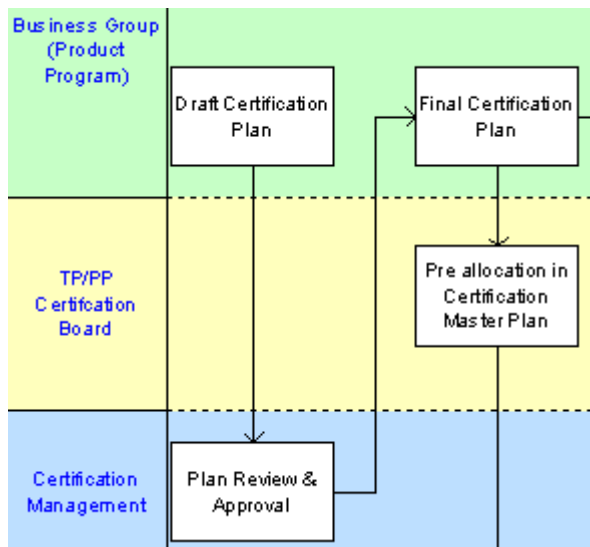 Business Group
(Product
Program)
Draft Certification
Plan
Final Certification
Plan
TP/PP
Certifcation
Board
Pre allocation in
Certification
Master Plan
Certification
Management
Plan Review &
Approval